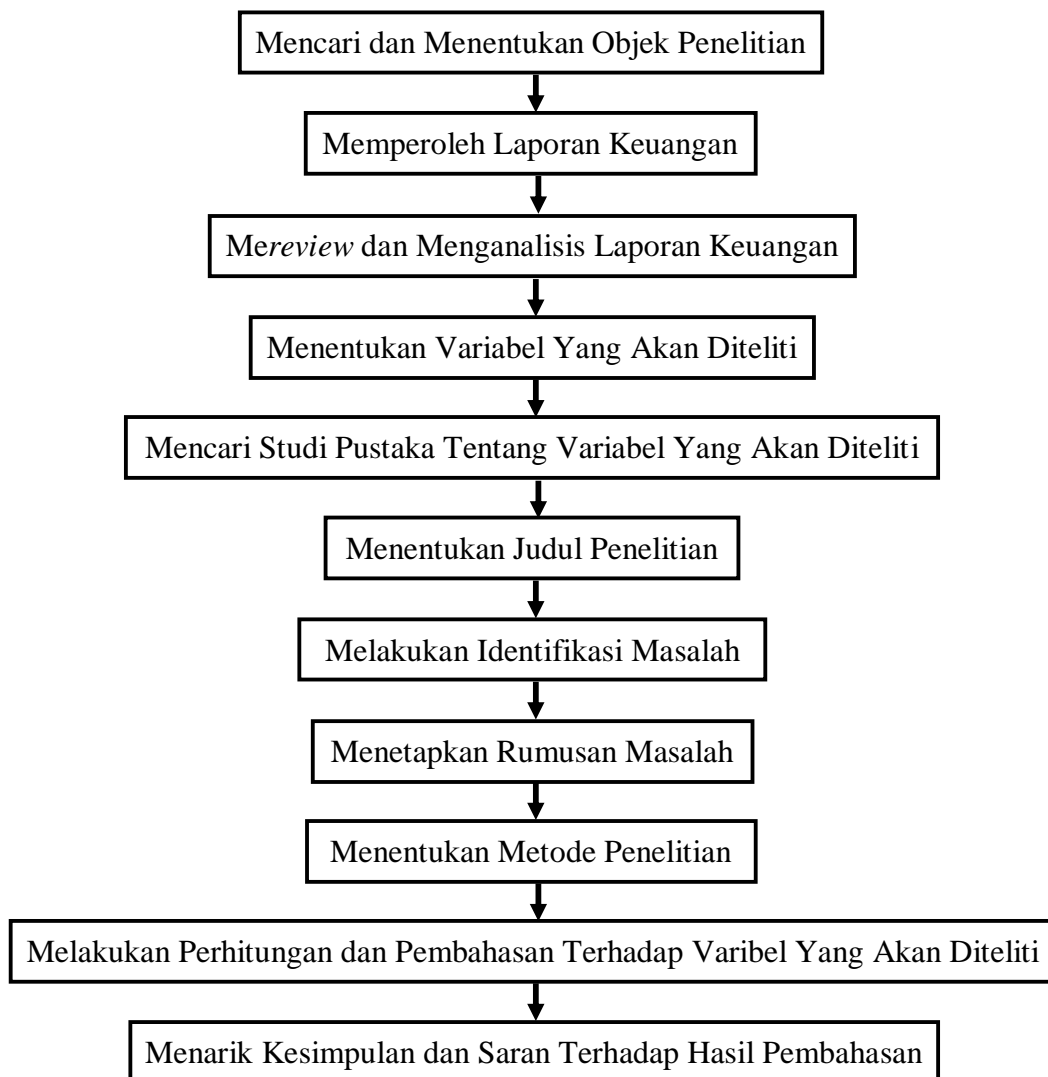 Mencari dan Menentukan Objek Penelitian
Memperoleh Laporan Keuangan
Mereview dan Menganalisis Laporan Keuangan
Menentukan Variabel Yang Akan Diteliti
Mencari Studi Pustaka Tentang Variabel Yang Akan Diteliti
Menentukan Judul Penelitian
Melakukan Identifikasi Masalah
Menetapkan Rumusan Masalah
Menentukan Metode Penelitian
Melakukan Perhitungan dan Pembahasan Terhadap Varibel Yang Akan Diteliti
Menarik Kesimpulan dan Saran Terhadap Hasil Pembahasan